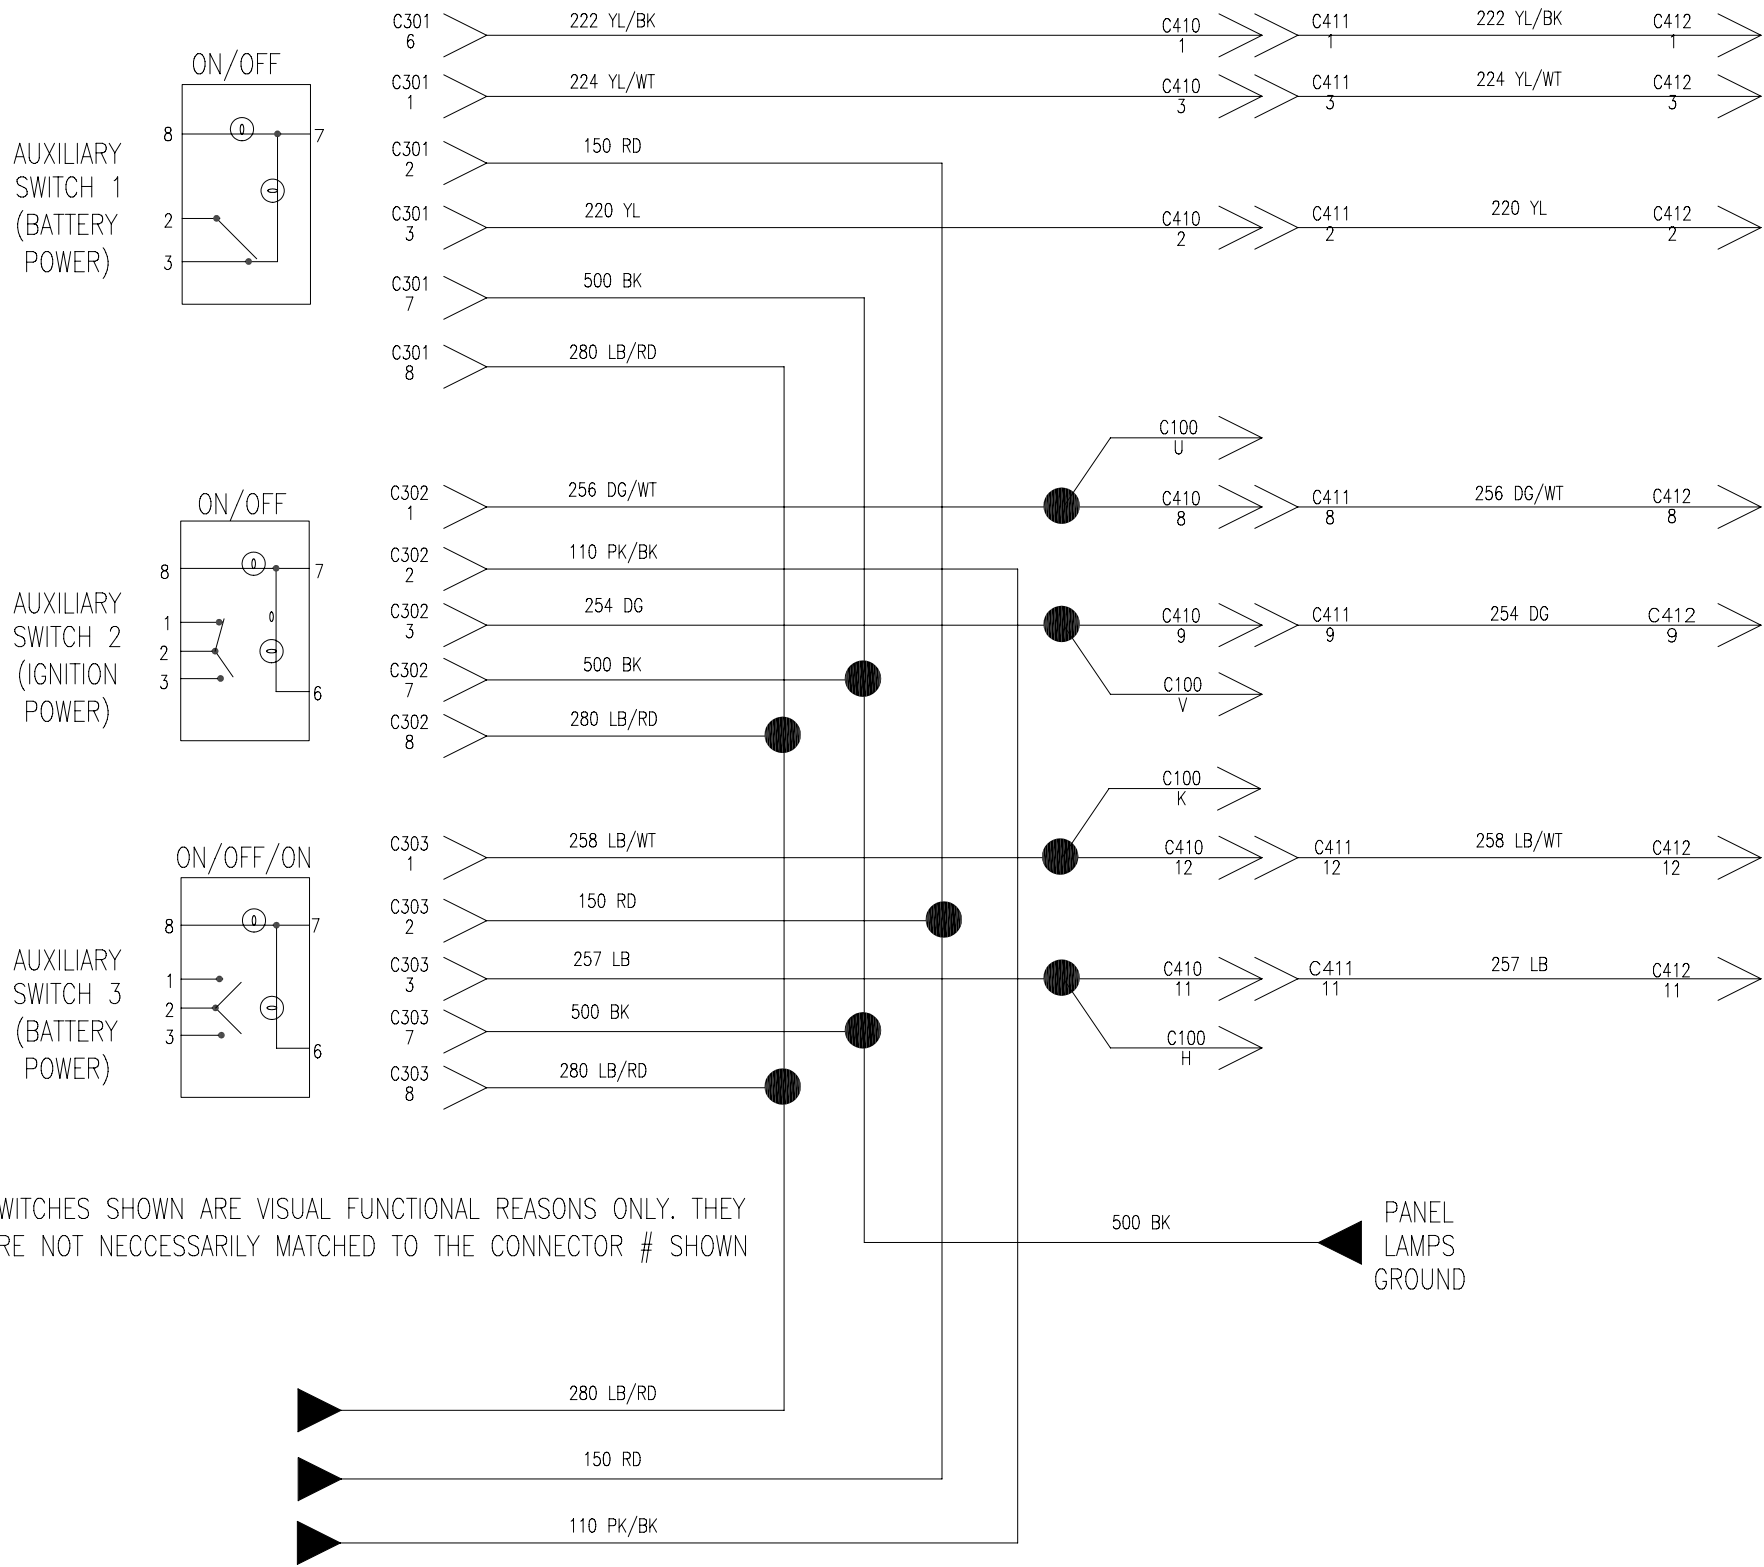 C301 222 YL/BK C410 C411 222 YL/BK C412
6 1 1 1
ON/OFF
C301 224 YL/WT C410 C411 224 YL/WT C412
1 3 3 3
8 7
AUXILIARY
SWITCH 1
(BATTERY
POWER)
2
3
C301 150 RD
2
C301 220 YL C410 C411 220 YL C412
3 2 2 2
C301 500 BK
7
C301 280 LB/RD
8
C100
U
ON/OFF
C302 256 DG/WT C410 C411 256 DG/WT C412
1 8 8 8
8 7
AUXILIARY
SWITCH 2
(IGNITION
POWER)
1
2
3
6
C302 110 PK/BK
2
C302 254 DG C410 C411 254 DG C412
3 9 9 9
C302 500 BK
7
C100
V
C302 280 LB/RD
8
C100
K
ON/OFF/ON
C303 258 LB/WT C410 C411 258 LB/WT C412
1 12 12 12
8 7
AUXILIARY
SWITCH 3
(BATTERY
POWER)
1
2
3
6
C303 150 RD
2
C303 257 LB C410 C411 257 LB C412
3 11 11 11
C303 500 BK
7
C100
H
C303 280 LB/RD
8
WITCHES SHOWN ARE VISUAL FUNCTIONAL REASONS ONLY. THEY
RE NOT NECCESSARILY MATCHED TO THE CONNECTOR # SHOWN
500 BK
PANEL
LAMPS
GROUND
280 LB/RD
150 RD
110 PK/BK